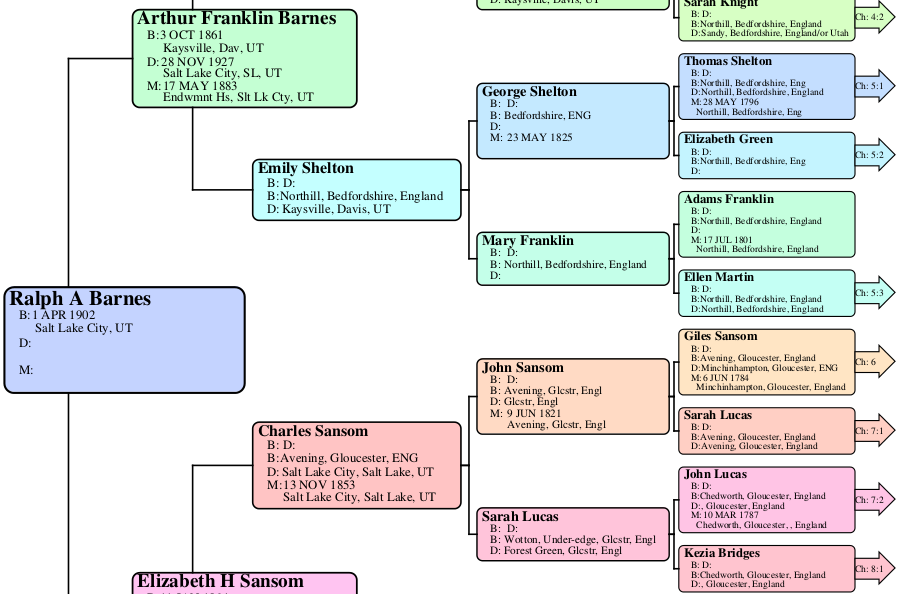 Arthur Franklin Barnes
B:3 OCT 1861
Kaysville, Dav, UT
D:28 NOV 1927
Salt Lake City, SL, UT
M:17 MAY 1883
Endwmnt Hs, Slt Lk Cty, UT
Emily Shelton
B: D:
B:Northill, Bedfordshire, England
D: Kaysville, Davis, UT
Ralph A Barnes
B:1 APR 1902
Salt Lake City, UT
D:
M:
Charles Sansom
B: D:
B:Avening, Gloucester, ENG
D: Salt Lake City, Salt Lake, UT
M:13 NOV 1853
Salt Lake City, Salt Lake, UT
Elizabeth H Sansom
D: Kaysville, Davis, UT
George Shelton
B: D:
B: Bedfordshire, ENG
D:
M: 23 MAY 1825
Mary Franklin
B: D:
B: Northill, Bedfordshire, England
D:
John Sansom
B: D:
B: Avening, Glcstr, Engl
D: Glcstr, Engl
M: 9 JUN 1821
Avening, Glcstr, Engl
Sarah Lucas
B: D:
B: Wotton, Under-edge, Glcstr, Engl
D: Forest Green, Glcstr, Engl
Sarah Knight
B: D:
B:Northill, Bedfordshire, England
D:Sandy, Bedfordshire, England/or Utah
Ch: 4:2
Thomas Shelton
B: D:
B:Northill, Bedfordshire, Eng
D:Northill, Bedfordshire, England
M:28 MAY 1796
Northill, Bedfordshire, Eng
Ch: 5:1
Elizabeth Green
B: D:
B:Northill, Bedfordshire, Eng
D:
Ch: 5:2
Adams Franklin
B: D:
B:Northill, Bedfordshire, England
D:
M:17 JUL 1801
Northill, Bedfordshire, England
Ellen Martin
B: D:
B:Northill, Bedfordshire, England
D:Northill, Bedfordshire, England
Ch: 5:3
Giles Sansom
B: D:
B:Avening, Gloucester, England
D:Minchinhampton, Gloucester, ENG
M:6 JUN 1784
Minchinhampton, Gloucester, England
Ch: 6
Sarah Lucas
B: D:
B:Avening, Gloucester, England
D:Avening, Gloucester, England
Ch: 7:1
John Lucas
B: D:
B:Chedworth, Gloucester, England
D:, Gloucester, England
M:10 MAR 1787
Chedworth, Gloucester, , England
Ch: 7:2
Kezia Bridges
B: D:
B:Chedworth, Gloucester, England
D:, Gloucester, England
Ch: 8:1